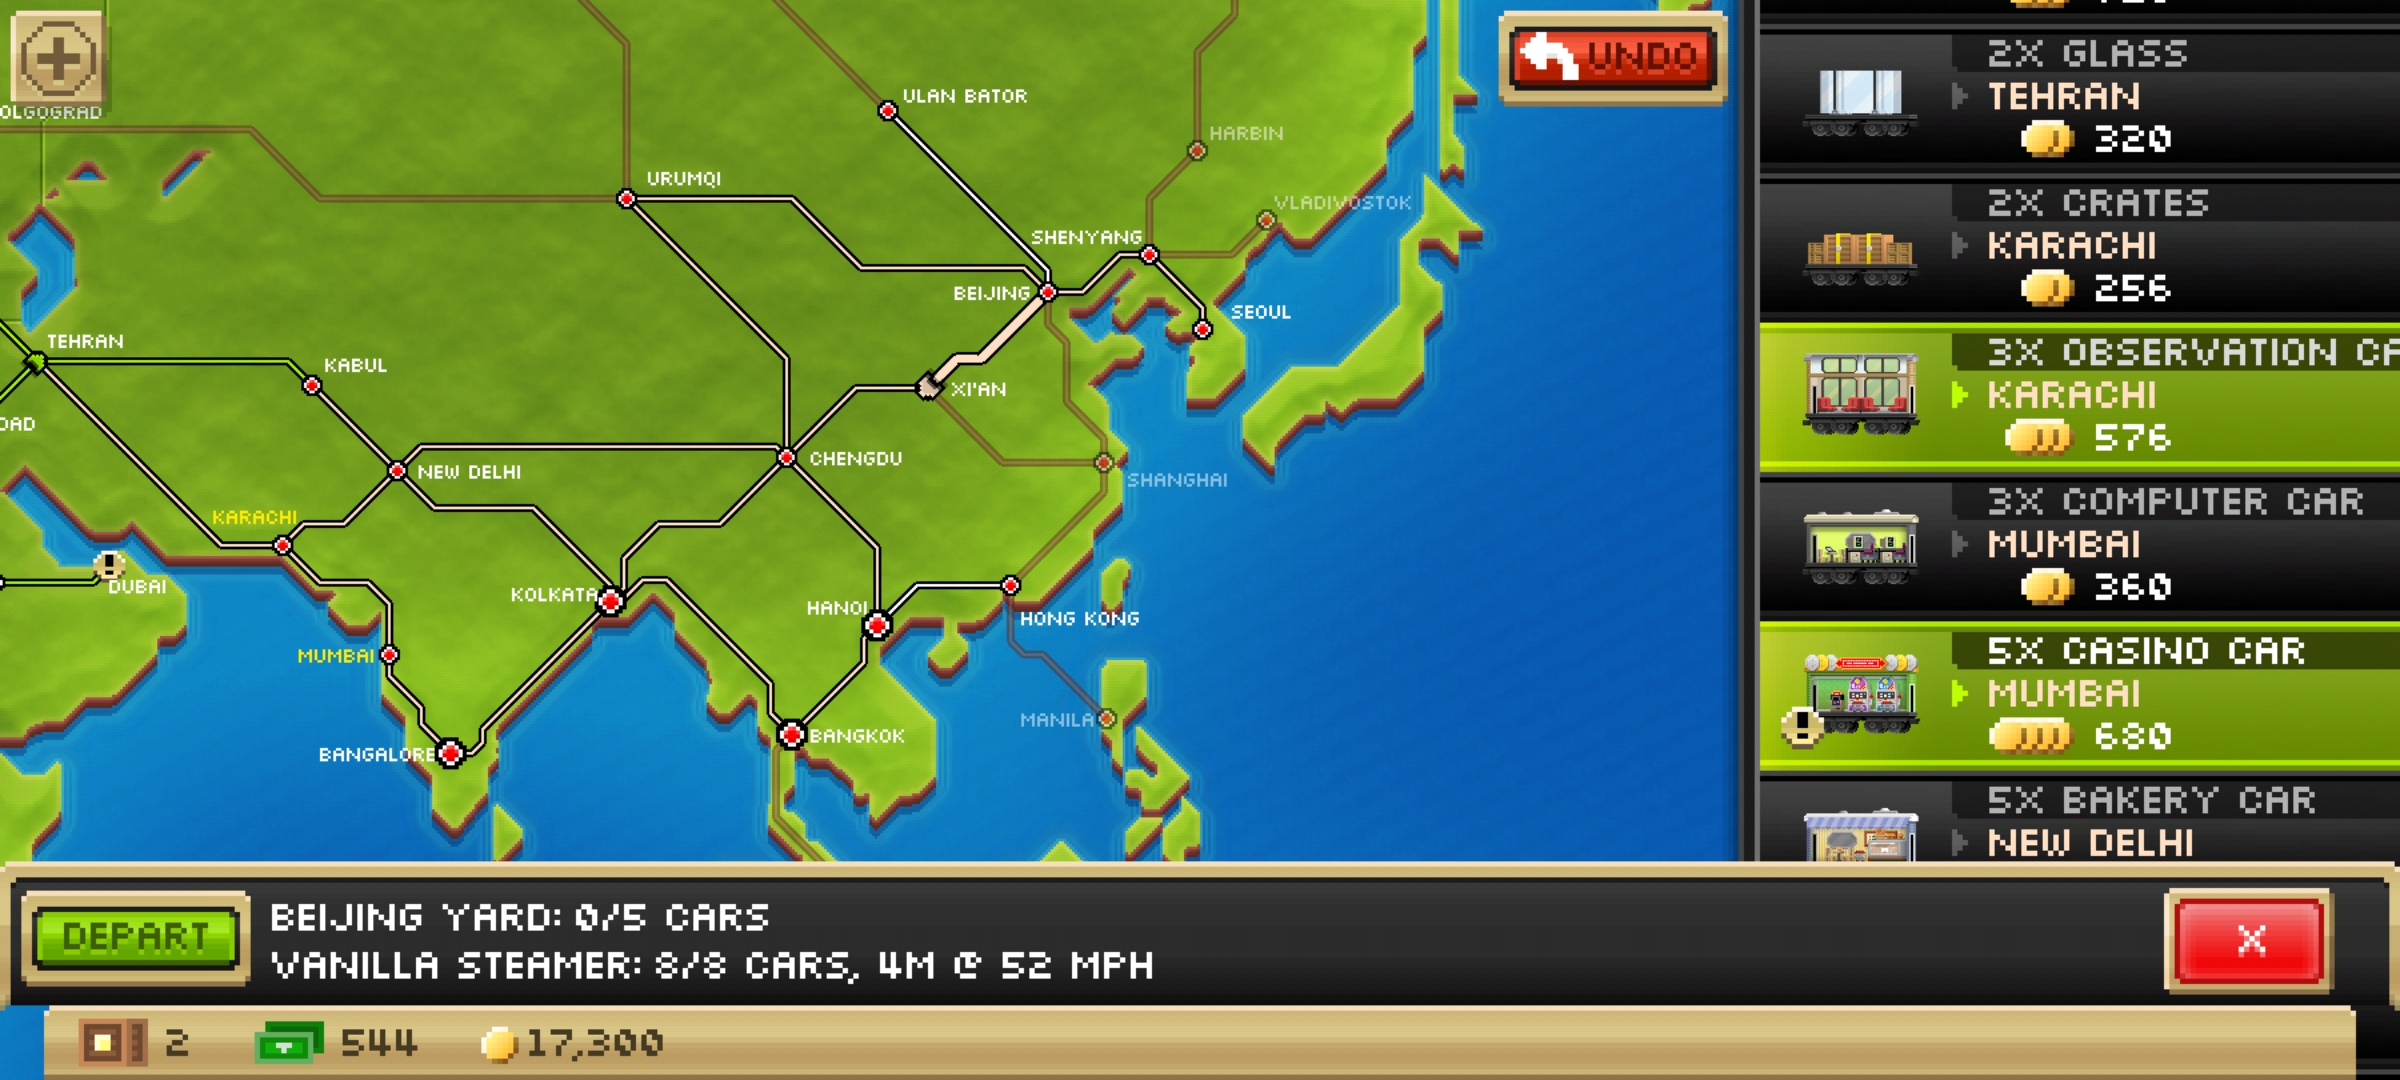 OLGOGRAD
ULAN BATOR
HARBIN
URUMQI
VLADIVOSTOK
SHENYANG
BEIJING
SEOUL
TEHRAN
KABUL
XI'AN
OAD
NEW DELHI
CHENGDU
SHANGHAI
KARACHI
DUBAI
KOLKATA
HANOI
HONG KONG
MUMBAI
MANILA
BANGALORE
BANGKOK
UNDO
2X GLASS
TEHRAN
320
2X CRATES
KARACHI
256
3X OBSERVATION CA
KARACHI
576
3X COMPUTER CAR
MUMBAI
360
5X CASINO CAR
MUMBAI
680
5X BAKERY CAR
NEW DELHI
DEPART
BEIJING YARD: 0/5 CARS
VANILLA STEAMER: 8/8 CARS, 4M @ 52 MPH
X
2
544
17,300